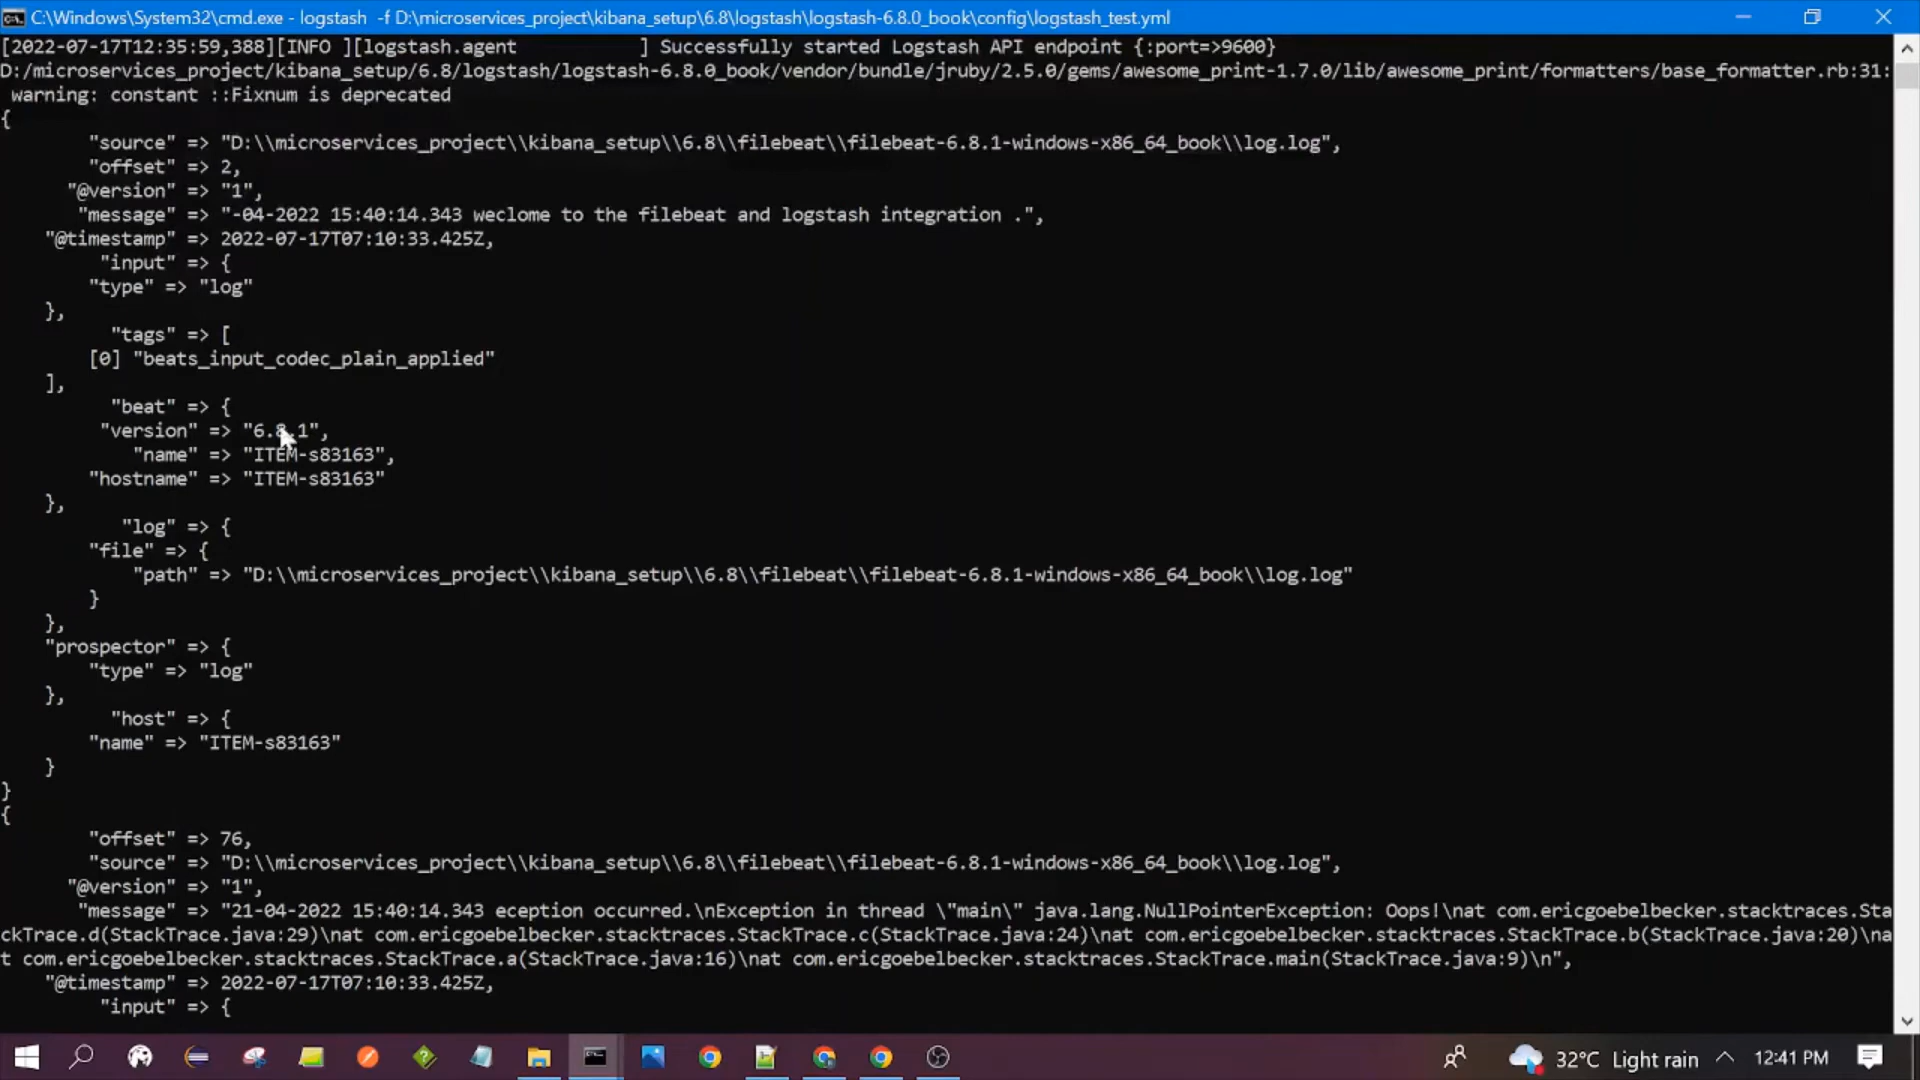 C:\Windows\System32\cmd.exe - logstash  -f D:\microservices_project\kibana_setup\6.8\logstash\logstash-6.8.0_book\config\logstash_test.yml
[2022-07-17T12:35:59,388][INFO ][logstash.agent           ] Successfully started Logstash API endpoint {:port=>9600}
D:/microservices_project/kibana_setup/6.8/logstash/logstash-6.8.0_book/vendor/bundle/jruby/2.5.0/gems/awesome_print-1.7.0/lib/awesome_print/formatters/base_formatter.rb:31:
warning: constant ::Fixnum is deprecated
{
"source" => "D:\\microservices_project\\kibana_setup\\6.8\\filebeat\\filebeat-6.8.1-windows-x86_64_book\\log.log",
"offset" => 2,
"@version" => "1",
"message" => "-04-2022 15:40:14.343 weclome to the filebeat and logstash integration .",
"@timestamp" => 2022-07-17T07:10:33.425Z,
"input" => {
"type" => "log"
},
"tags" => [
[0] "beats_input_codec_plain_applied"
],
"beat" => {
"version" => "6.8.1",
"name" => "ITEM-s83163",
"hostname" => "ITEM-s83163"
},
"log" => {
"file" => {
"path" => "D:\\microservices_project\\kibana_setup\\6.8\\filebeat\\filebeat-6.8.1-windows-x86_64_book\\log.log"
}
},
"prospector" => {
"type" => "log"
},
"host" => {
"name" => "ITEM-s83163"
}
}
{
"offset" => 76,
"source" => "D:\\microservices_project\\kibana_setup\\6.8\\filebeat\\filebeat-6.8.1-windows-x86_64_book\\log.log",
"@version" => "1",
"message" => "21-04-2022 15:40:14.343 eception occurred.\nException in thread \"main\" java.lang.NullPointerException: Oops!\nat com.ericgoebelbecker.stacktraces.Sta
ckTrace.d(StackTrace.java:29)\nat com.ericgoebelbecker.stacktraces.StackTrace.c(StackTrace.java:24)\nat com.ericgoebelbecker.stacktraces.StackTrace.b(StackTrace.java:20)\na
t com.ericgoebelbecker.stacktraces.StackTrace.a(StackTrace.java:16)\nat com.ericgoebelbecker.stacktraces.StackTrace.main(StackTrace.java:9)\n",
"@timestamp" => 2022-07-17T07:10:33.425Z,
"input" => {
32°C Light rain
12:41 PM